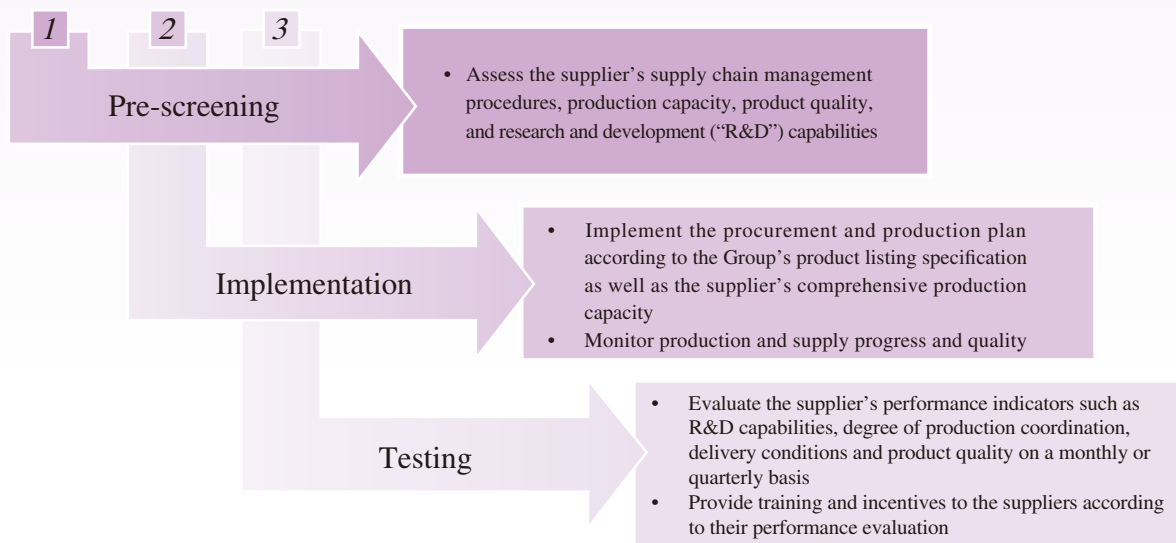 1
2
3
Pre-screening
• Assess the supplier’s supply chain management
procedures, production capacity, product quality,
and research and development (“R&D”) capabilities
Implementation
• Implement the procurement and production plan
according to the Group’s product listing specification
as well as the supplier’s comprehensive production
capacity
• Monitor production and supply progress and quality
Testing
• Evaluate the supplier’s performance indicators such as
R&D capabilities, degree of production coordination,
delivery conditions and product quality on a monthly or
quarterly basis
• Provide training and incentives to the suppliers according
to their performance evaluation